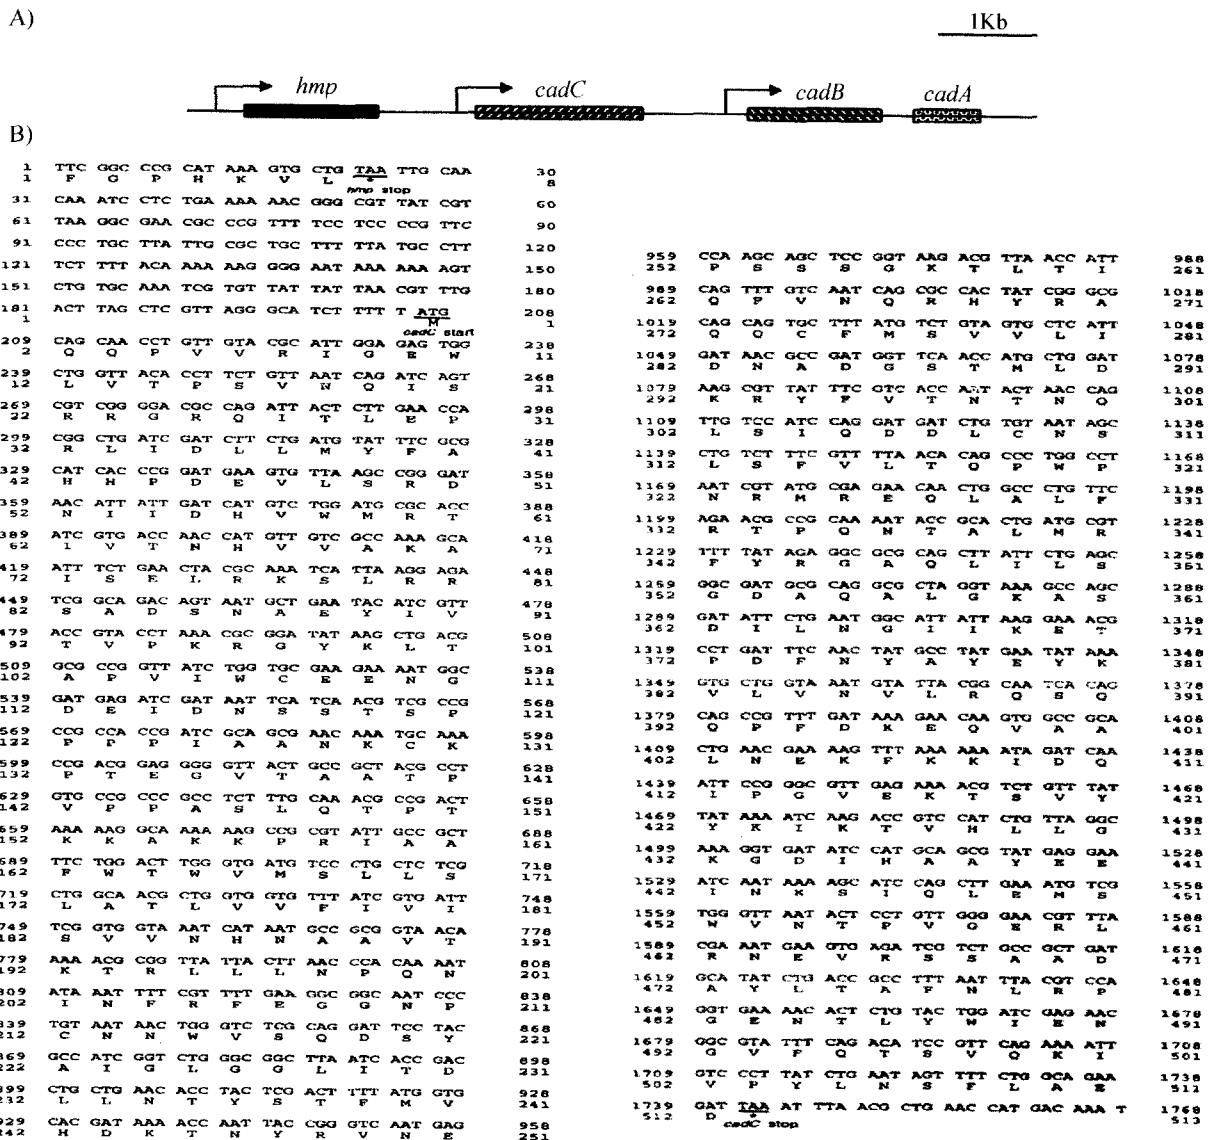 A)
1Kb
hmp cadC cadB cadA
B)
1 TTC GGC CCG CAT AAA GTG CTG TAA TTG CAA 30
1 F G P H K V L * 8
hmp stop
31 CAA ATC CTC TGA AAA AAC GGG CGT TAT CGT 60
61 TAA GGC GAA CGC CCG TTT TCC TCC CCG TTC 90
91 CCC TGC TTA TTG CGC TGC TTT TTA TGC CTT 120
121 TCT TTT ACA AAA AAG GGG AAT AAA AAA AGT 150
151 CTG TGC AAA TCG TGT TAT TAT TAA CGT TTG 180
181 ACT TAG CTC GTT AGG GCA TCT TTT T ATG 208
1 M 1
cadC start
209 CAG CAA CCT GTT GTA CGC ATT GGA GAG TGG 238
2 Q Q P V V R I G E W 11
239 CTG GTT ACA CCT TCT GTT AAT CAG ATC AGT 268
12 L V T P S V N Q I S 21
269 CGT CGG GGA CGC CAG ATT ACT CTT GAA CCA 298
22 R R G R Q I T L E P 31
299 CGG CTG ATC GAT CTT CTG ATG TAT TTC GCG 328
32 R L I D L L M Y F A 41
329 CAT CAC CCG GAT GAA GTG TTA AGC CGG GAT 358
42 H H P D E V L S R D 51
359 AAC ATT ATT GAT CAT GTC TGG ATG CGC ACC 388
52 N I I D H V W M R T 61
389 ATC GTG ACC AAC CAT GTT GTC GCC AAA GCA 418
62 I V T N H V V A K A 71
419 ATT TCT GAA CTA CGC AAA TCA TTA AGG AGA 448
72 I S E L R K S L R R 81
449 TCG GCA GAC AGT AAT GCT GAA TAC ATC GTT 478
82 S A D S N A E Y I V 91
479 ACC GTA CCT AAA CGC GGA TAT AAG CTG ACG 508
92 T V P K R G Y K L T 101
509 GCG CCG GTT ATC TGG TGC GAA GAA AAT GGC 538
102 A P V I W C E E N G 111
539 GAT GAG ATC GAT AAT TCA TCA ACG TCG CCG 568
112 D E I D N S S T S P 121
569 CCG CCA CCG ATC GCA GCG AAC AAA TGC AAA 598
122 P P P I A A N K C K 131
599 CCG ACG GAG GGG GTT ACT GCC GCT ACG CCT 628
132 P T E G V T A A T P 141
629 GTG CCG CCC GCC TCT TTG CAA ACG CCG ACT 658
142 V P P A S L Q T P T 151
659 AAA AAG GCA AAA AAG CCG CGT ATT GCC GCT 688
152 K K A K K P R I A A 161
689 TTC TGG ACT TGG GTG ATG TCC CTG CTC TCG 718
162 F W T W V M S L L S 171
719 CTG GCA ACG CTG GTG GTG TTT ATC GTG ATT 748
172 L A T L V V F I V I 181
749 TCG GTG GTA AAT CAT AAT GCC GCG GTA ACA 778
182 S V V N H N A A V T 191
779 AAA ACG CGG TTA TTA CTT AAC CCA CAA AAT 808
192 K T R L L L N P Q N 201
809 ATA AAT TTT CGT TTT GAA GGC GGC AAT CCC 838
202 I N F R F E G G N P 211
839 TGT AAT AAC TGG GTC TCG CAG GAT TCC TAC 868
212 C N N W V S Q D S Y 221
869 GCC ATC GGT CTG GGC GGC TTA ATC ACC GAC 898
222 A I G L G G L I T D 231
899 CTG CTG AAC ACC TAC TCG ACT TTT ATG GTG 928
232 L L N T Y S T F M V 241
929 CAC GAT AAA ACC AAT TAC CGG GTC AAT GAG 958
242 H D K T N Y R V N E 251
959 CCA AGC AGC TCC GGT AAG ACG TTA ACC ATT 988
252 P S S S G K T L T I 261
989 CAG TTT GTC AAT CAG CGC CAC TAT CGG GCG 1018
262 Q F V N Q R H Y R A 271
1019 CAG CAG TGC TTT ATG TCT GTA GTG CTC ATT 1048
272 Q Q C F M S V V L I 281
1049 GAT AAC GCC GAT GGT TCA ACC ATG CTG GAT 1078
282 D N A D G S T M L D 291
1079 AAG CGT TAT TTC GTC ACC AAT ACT AAC CAG 1108
292 K R Y F V T N T N Q 301
1109 TTG TCC ATC CAG GAT GAT CTG TGT AAT AGC 1138
302 L S I Q D D L C N S 311
1139 CTG TCT TTC GTT TTA ACA CAG CCC TGG CCT 1168
312 L S F V L T Q P W P 321
1169 AAT CGT ATG CGA GAA CAA CTG GCC CTG TTC 1198
322 N R M R E Q L A L F 331
1199 AGA ACG CCG CAA AAT ACC GCA CTG ATG CGT 1228
332 R T P Q N T A L M R 341
1229 TTT TAT AGA GGC GCG CAG CTT ATT CTG AGC 1258
342 F Y R G A Q L I L S 351
1259 GGC GAT GCG CAG GCG CTA GGT AAA GCC AGC 1288
352 G D A Q A L G K A S 361
1289 GAT ATT CTG AAT GGC ATT ATT AAG GAA ACG 1318
362 D I L N G I I K E T 371
1319 CCT GAT TTC AAC TAT GCC TAT GAA TAT AAA 1348
372 P D F N Y A Y E Y K 381
1349 GTG CTG GTA AAT GTA TTA CGG CAA TCA CAG 1378
382 V L V N V L R Q S Q 391
1379 CAG CCG TTT GAT AAA GAA CAA GTG GCC GCA 1408
392 Q P F D K E Q V A A 401
1409 CTG AAC GAA AAG TTT AAA AAA ATA GAT CAA 1438
402 L N E K F K K I D Q 411
1439 ATT CCG GGC GTT GAG AAA ACG TCT GTT TAT 1468
412 I P G V E K T S V Y 421
1469 TAT AAA ATC AAG ACC GTC CAT CTG TTA GGC 1498
422 Y K I K T V H L L G 431
1499 AAA GGT GAT ATC CAT GCA GCG TAT GAG GAA 1528
432 K G D I H A A Y E E 441
1529 ATC AAT AAA AGC ATC CAG CTT GAA ATG TCG 1558
442 I N K S I Q L E M S 451
1559 TGG GTT AAT ACT CCT GTT GGG GAA CGT TTA 1588
452 W V N T P V G E R L 461
1589 CGA AAT GAA GTG AGA TCG TCT GCC GCT GAT 1618
462 R N E V R S S A A D 471
1619 GCA TAT CTG ACC GCC TTT AAT TTA CGT CCA 1648
472 A Y L T A F N L R P 481
1649 GGT GAA AAC ACT CTG TAC TGG ATC GAG AAC 1678
482 G E N T L Y W I E N 491
1679 GGC GTA TTT CAG ACA TCC GTT CAG AAA ATT 1708
492 G V F Q T S V Q K I 501
1709 GTC CCT TAT CTG AAT AGT TTT CTG GCA GAA 1738
502 V P Y L N S F L A E 511
1739 GAT TAA AT TTA ACG CTG AAC CAT GAC AAA T 1768
512 D * 513
cadC stop